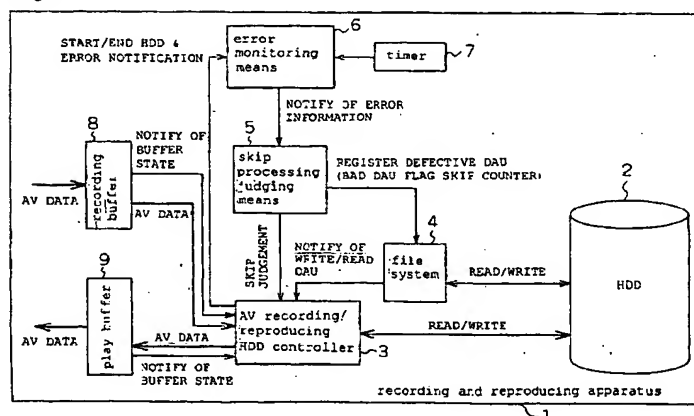 START/END HDD &
ERROR NOTIFICATION
6
error
monitoring
means
timer
7
NOTIFY OF ERROR
INFORMATION
8
NOTIFY OF
BUFFER
STATE
AV DATA
recording
buffer
AV DATA
5
skip
processing
judging
means
REGISTER DEFECTIVE DAU
(BAD DAU FLAG SKIP COUNTER)
2
HDD
SKIP
JUDGEMENT
NOTIFY OF
WRITE/READ
DAU
4
file
system
READ/WRITE
9
play buffer
AV DATA
AV DATA
NOTIFY OF
BUFFER STATE
AV recording/
reproducing
HDD controller
3
READ/WRITE
recording and reproducing apparatus
1